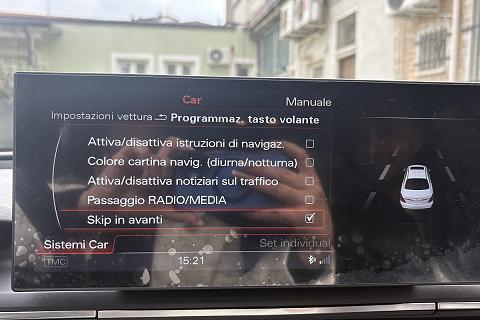 Car
Manuale
Impostazioni vettura Programmaz. tasto volante
Attiva/disattiva istruzioni di navigaz.
Colore cartina navig. (diurna/notturna)
Attiva/disattiva notiziari sul traffico
Passaggio RADIO/MEDIA
Skip in avanti
Sistemi Car
Set individual
TMC
15:21